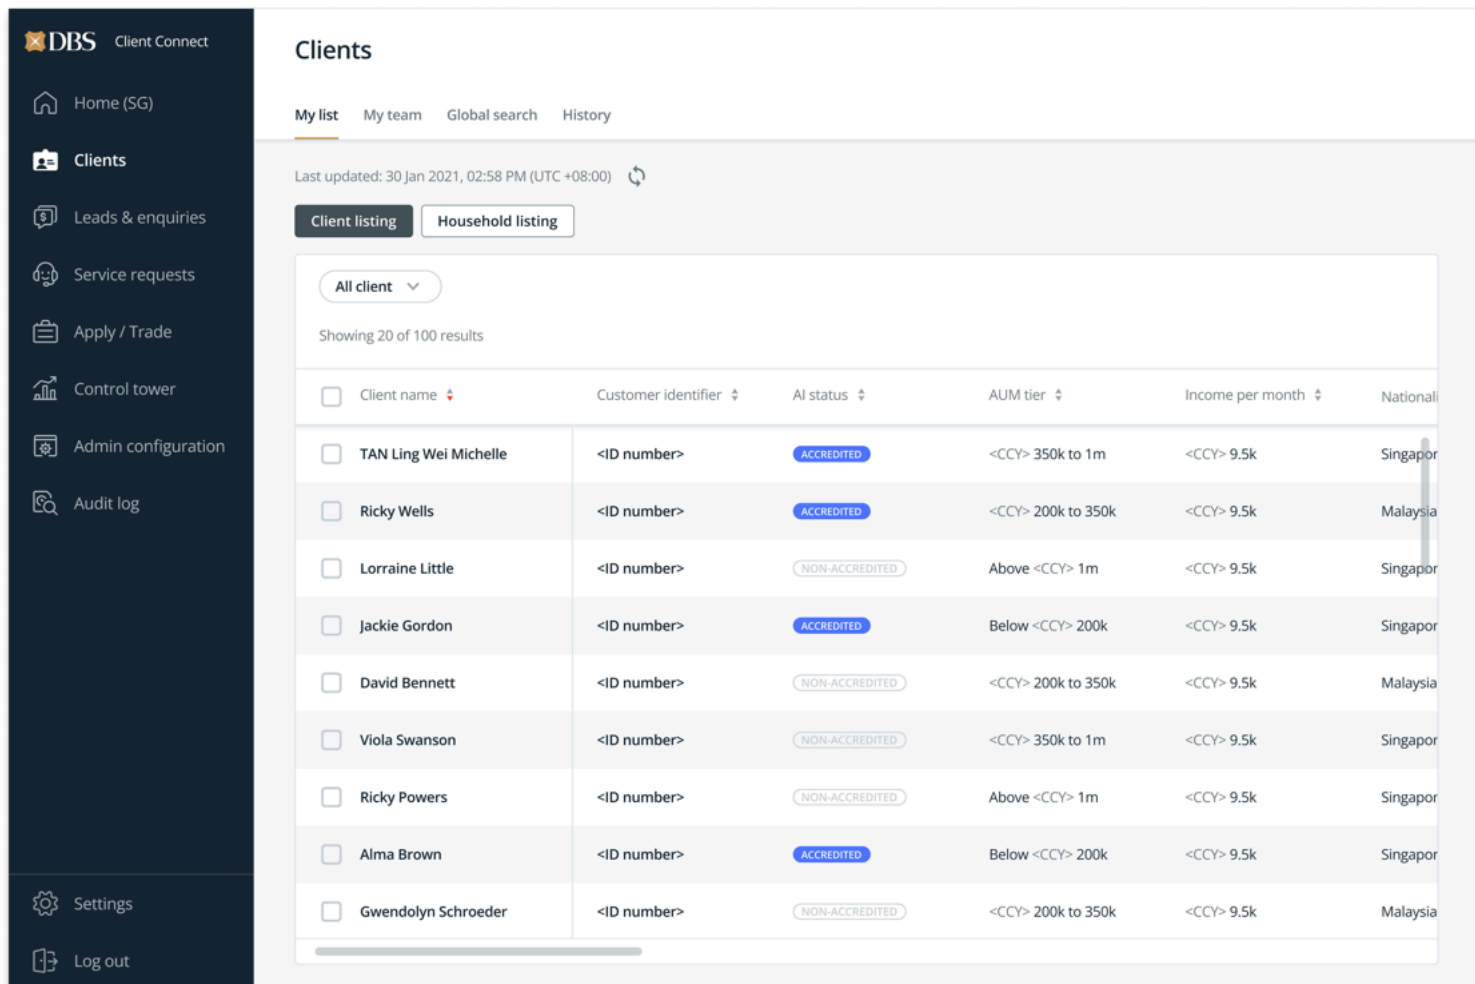 DBS Client Connect
Home (SG)
Clients
Leads & enquiries
Service requests
Apply / Trade
Control tower
Admin configuration
Audit log
Settings
Log out
Clients
My list My team Global search History
Last updated: 30 Jan 2021, 02:58 PM (UTC +08:00)
Client listing Household listing
All client
Showing 20 of 100 results
Client name Customer identifier AI status AUM tier Income per month Nationali
TAN Ling Wei Michelle <ID number> ACCREDITED <CCY> 350k to 1m <CCY> 9.5k Singapor
Ricky Wells <ID number> ACCREDITED <CCY> 200k to 350k <CCY> 9.5k Malaysia
Lorraine Little <ID number> NON-ACCREDITED Above <CCY> 1m <CCY> 9.5k Singapor
Jackie Gordon <ID number> ACCREDITED Below <CCY> 200k <CCY> 9.5k Singapor
David Bennett <ID number> NON-ACCREDITED <CCY> 200k to 350k <CCY> 9.5k Malaysia
Viola Swanson <ID number> NON-ACCREDITED <CCY> 350k to 1m <CCY> 9.5k Singapor
Ricky Powers <ID number> NON-ACCREDITED Above <CCY> 1m <CCY> 9.5k Singapor
Alma Brown <ID number> ACCREDITED Below <CCY> 200k <CCY> 9.5k Singapor
Gwendolyn Schroeder <ID number> NON-ACCREDITED <CCY> 200k to 350k <CCY> 9.5k Malaysia